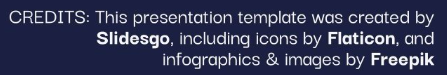 CREDITS: This presentation template was created by
Slidesgo, including icons by Flaticon, and
infographics & images by Freepik